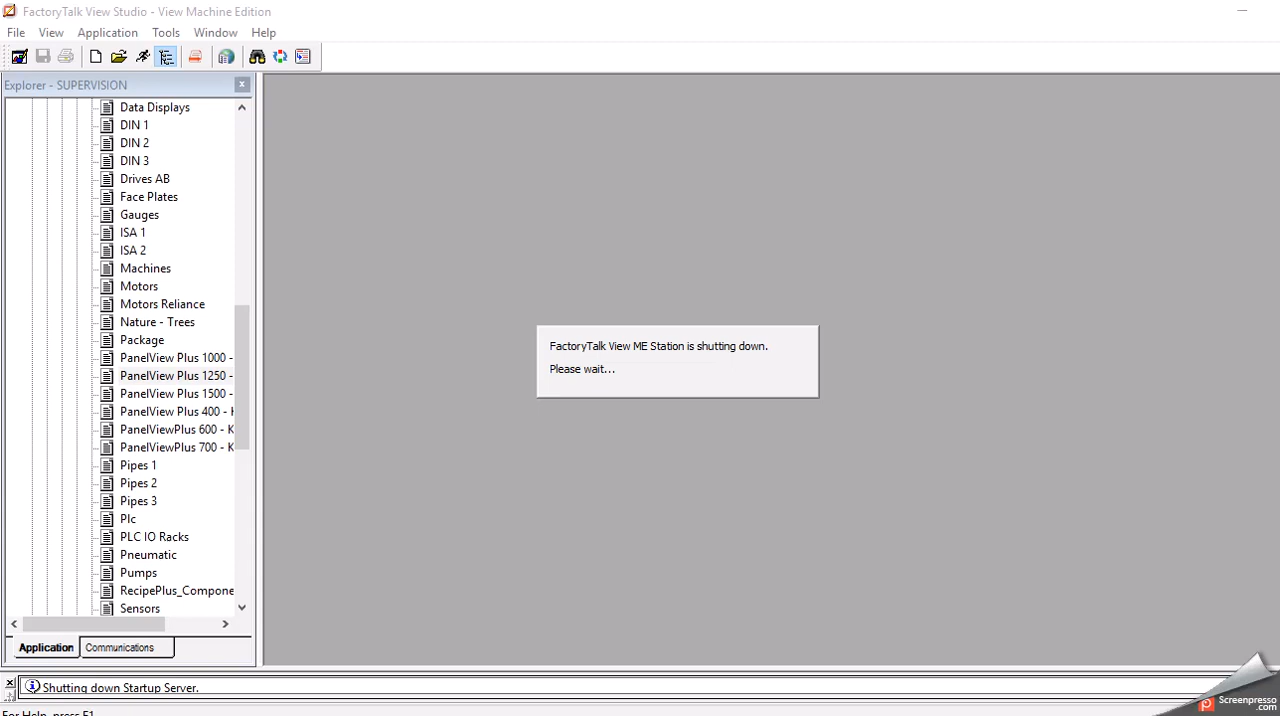 FactoryTalk View Studio - View Machine Edition
File View Application Tools Window Help
Explorer - SUPERVISION
Data Displays
DIN 1
DIN 2
DIN 3
Drives AB
Face Plates
Gauges
ISA 1
ISA 2
Machines
Motors
Motors Reliance
Nature - Trees
Package
PanelView Plus 1000 -
PanelView Plus 1250 -
PanelView Plus 1500 -
PanelView Plus 400 - K
PanelViewPlus 600 - K
PanelViewPlus 700 - K
Pipes 1
Pipes 2
Pipes 3
Plc
PLC IO Racks
Pneumatic
Pumps
RecipePlus_Compone
Sensors
Application Communications
FactoryTalk View ME Station is shutting down.
Please wait...
Shutting down Startup Server.
For Help, press F1
Screenpresso
.com